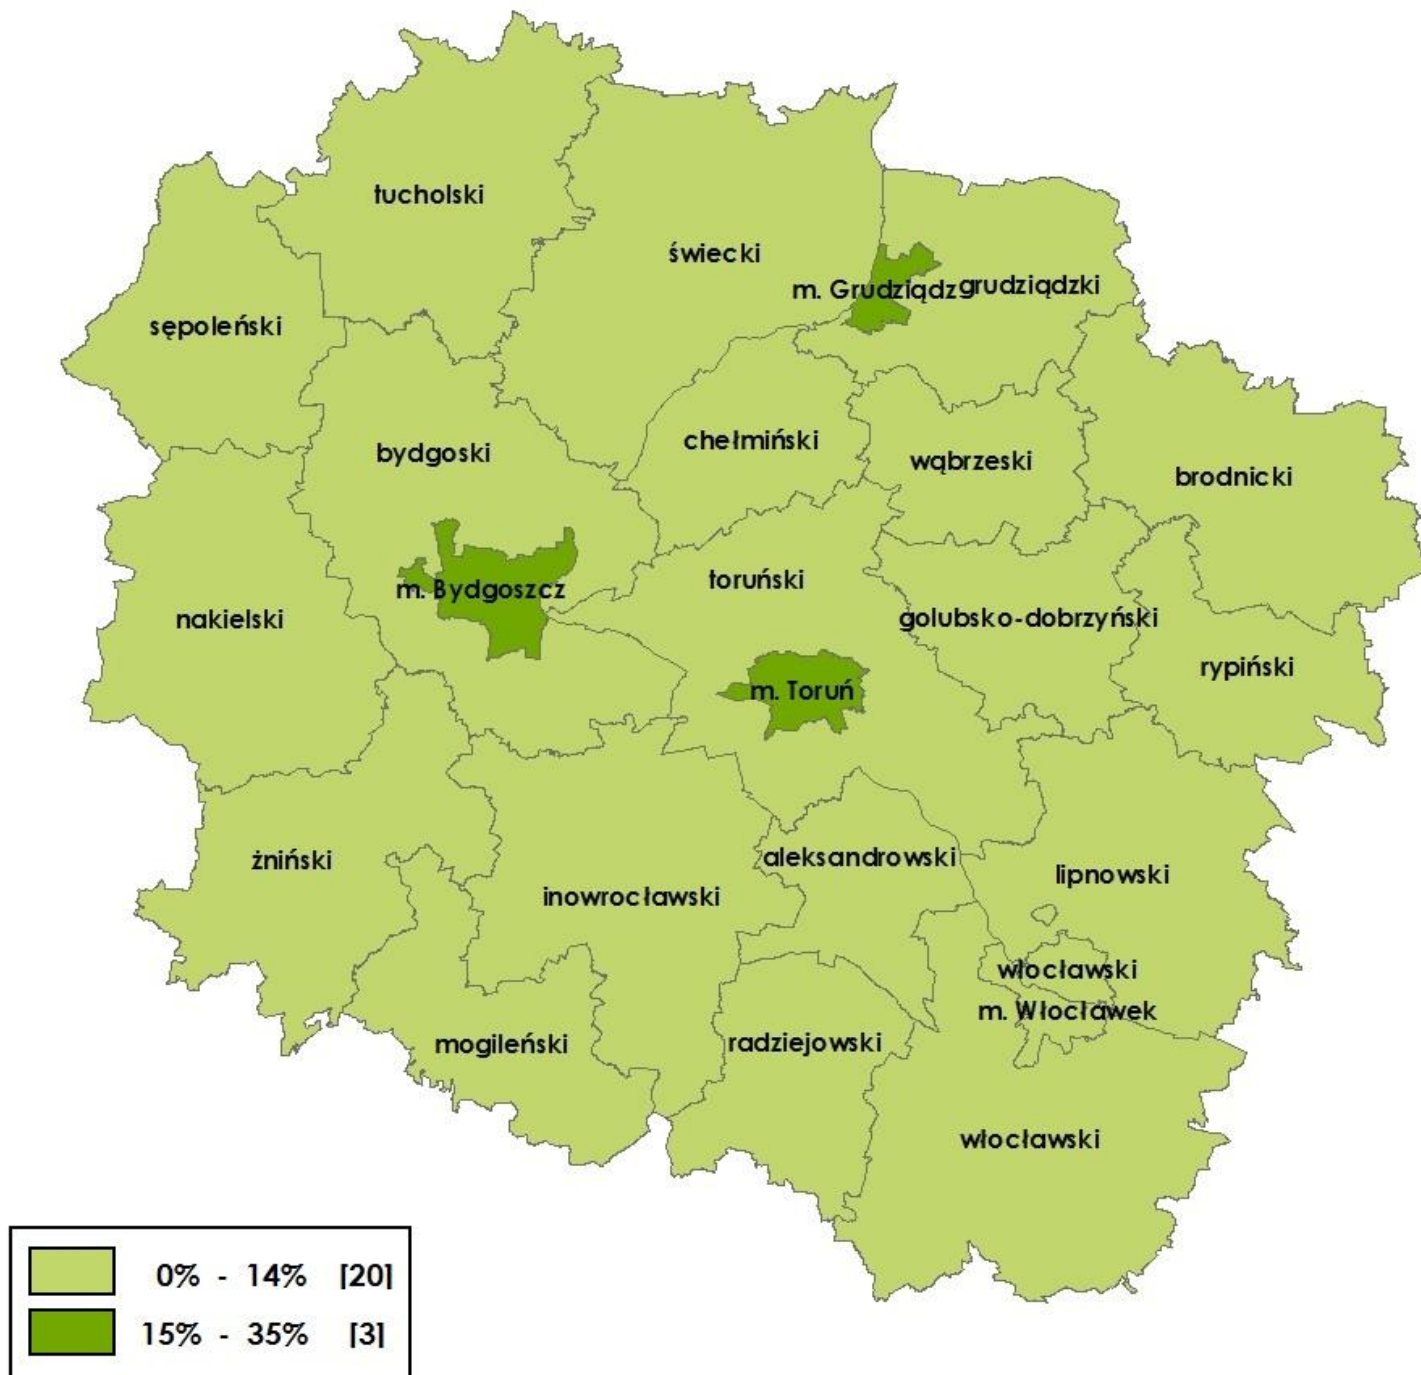 tucholski
świecki
m. Grudziądz
grudziądzki
sępoleński
bydgoski
chełmiński
wąbrzeski
brodnicki
m. Bydgoszcz
toruński
nakielski
golubsko-dobrzyński
rypiński
m. Toruń
żniński
aleksandrowski
lipnowski
inowrocławski
włocławski
m. Włocławek
mogileński
radziejowski
włocławski
0% - 14% [20]
15% - 35% [3]